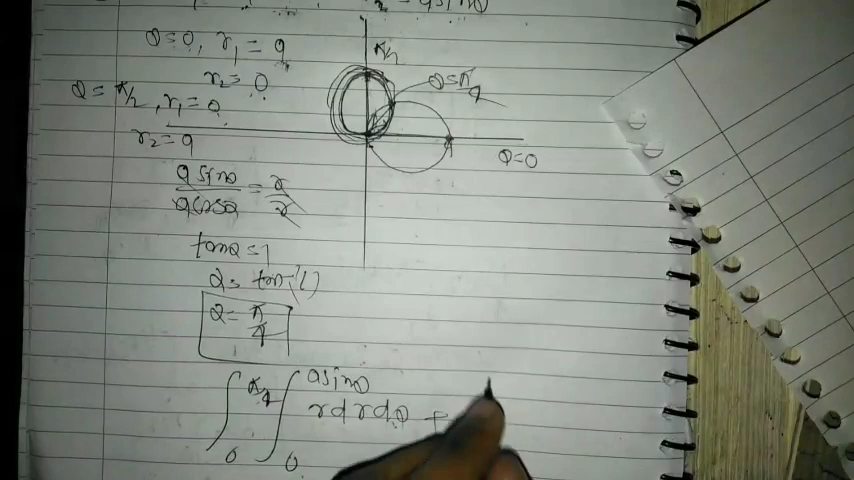 = a sinθ
θ=0, r₁ = a
r₂ = 0
θ = π/2, r₁ = 0
r₂ = a
π/2
θ=π/4
θ=0
a sinθ / a cosθ = r / r
tanθ = 1
θ = tan⁻¹(1)
θ = π/4
∫₀^π/4 ∫₀^a sinθ r dr dθ +